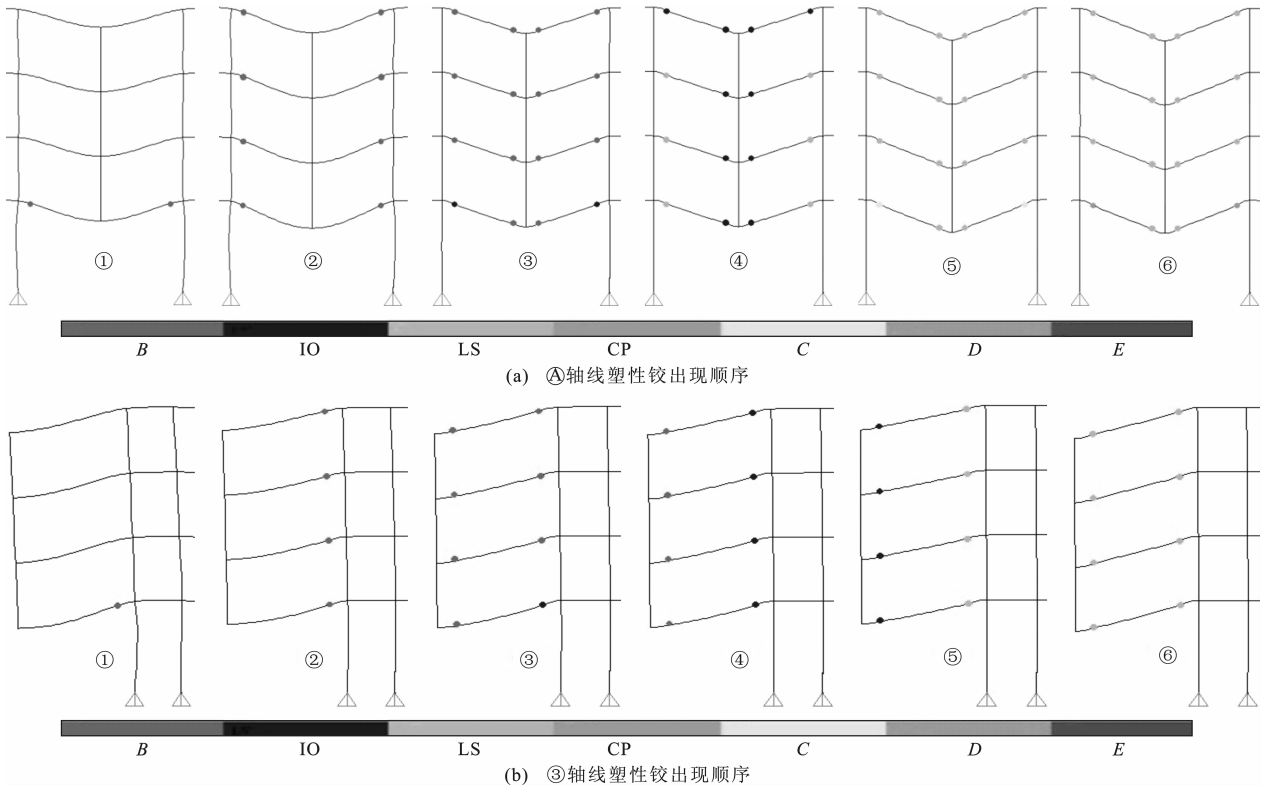 ① ② ③ ④ ⑤ ⑥
B IO LS CP C D E
(a) Ⓐ轴线塑性铰出现顺序
① ② ③ ④ ⑤ ⑥
B IO LS CP C D E
(b) ③轴线塑性铰出现顺序